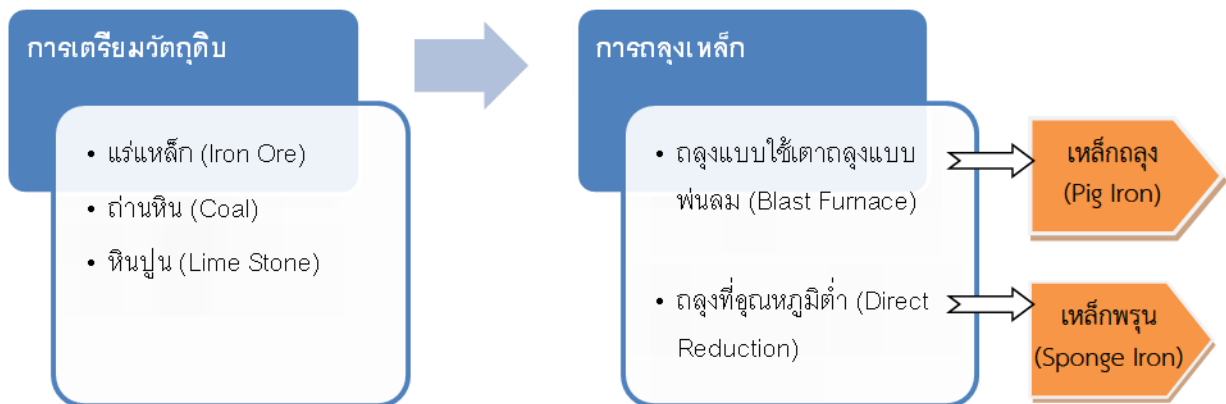 การเตรียมวัตถุดิบ
• แร่แหล็ก (Iron Ore)
• ถ่านหิน (Coal)
• หินปูน (Lime Stone)
การถลุงเหล็ก
• ถลุงแบบใช้เตาถลุงแบบ
พ่นลม (Blast Furnace)
• ถลุงที่อุณหภูมิต่ำ (Direct
Reduction)
เหล็กถลุง
(Pig Iron)
เหล็กพรุน
(Sponge Iron)